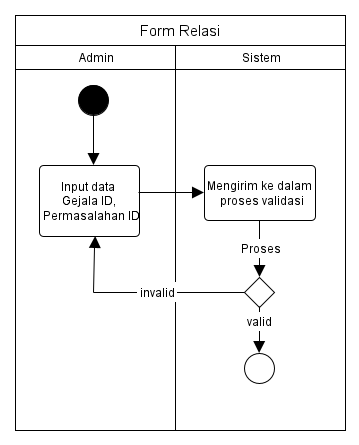 Form Relasi
Admin
Sistem
Input data
Gejala ID,
Permasalahan ID
Mengirim ke dalam
proses validasi
Proses
invalid
valid